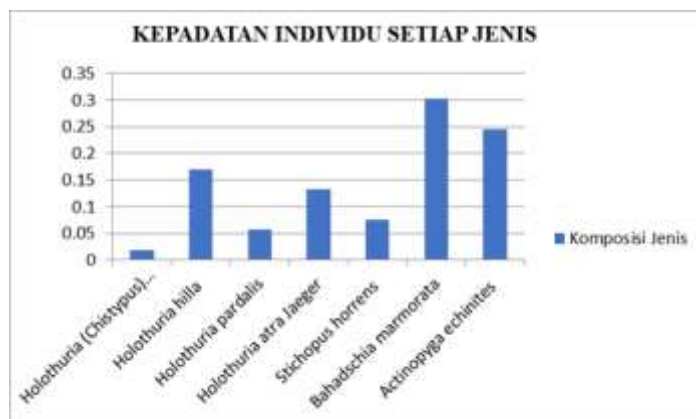 KEPADATAN INDIVIDU SETIAP JENIS
0.35
0.3
0.25
0.2
0.15
0.1
0.05
0
Holothuria (Chistypus)...
Holothuria hilla
Holothuria pardalis
Holothuria atra Jaeger
Stichopus horrens
Bahadschia marmorata
Actinopyga echinites
Komposisi Jenis